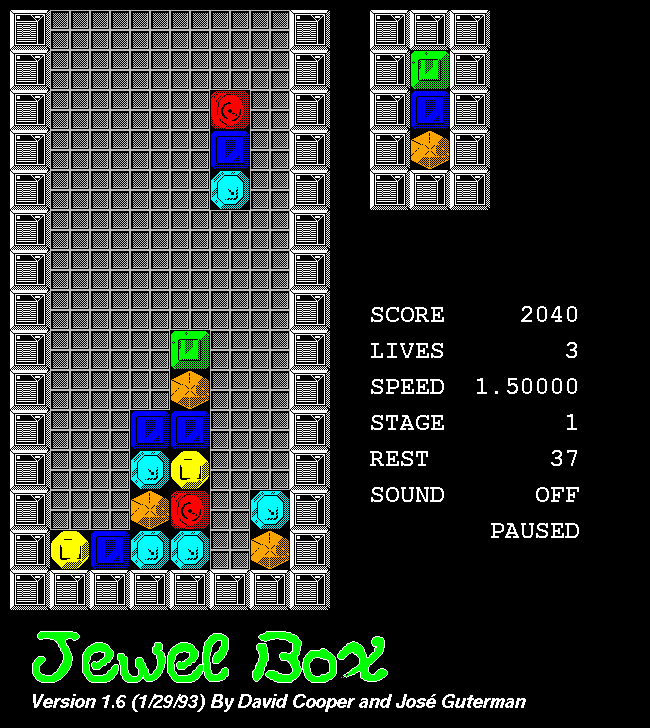 SCORE 2040
LIVES 3
SPEED 1.50000
STAGE 1
REST 37
SOUND OFF
PAUSED
Jewel Box
Version 1.6 (1/29/93) By David Cooper and José Guterman